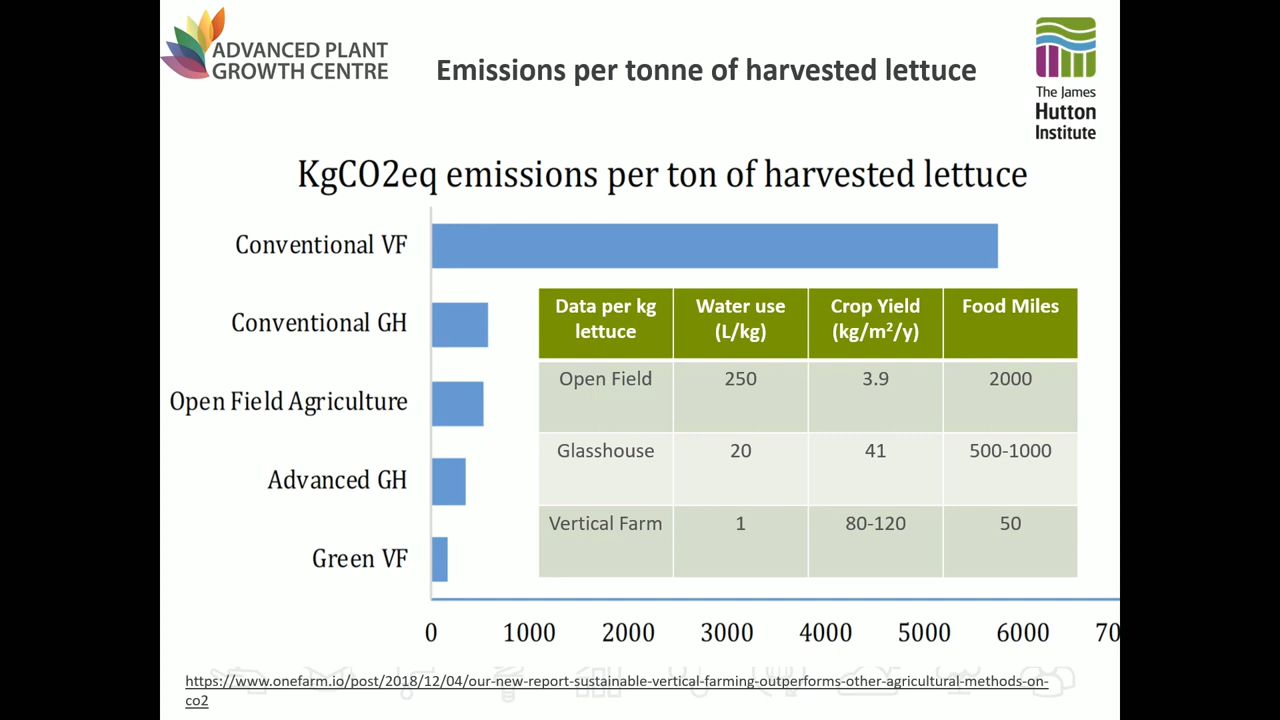 ADVANCED PLANT
GROWTH CENTRE
Emissions per tonne of harvested lettuce
The James
Hutton
Institute
KgCO2eq emissions per ton of harvested lettuce
Conventional VF
Conventional GH
Open Field Agriculture
Advanced GH
Green VF
Data per kg lettuce Water use (L/kg) Crop Yield (kg/m²/y) Food Miles
Open Field 250 3.9 2000
Glasshouse 20 41 500-1000
Vertical Farm 1 80-120 50
0 1000 2000 3000 4000 5000 6000 70
https://www.onefarm.io/post/2018/12/04/our-new-report-sustainable-vertical-farming-outperforms-other-agricultural-methods-on-
co2